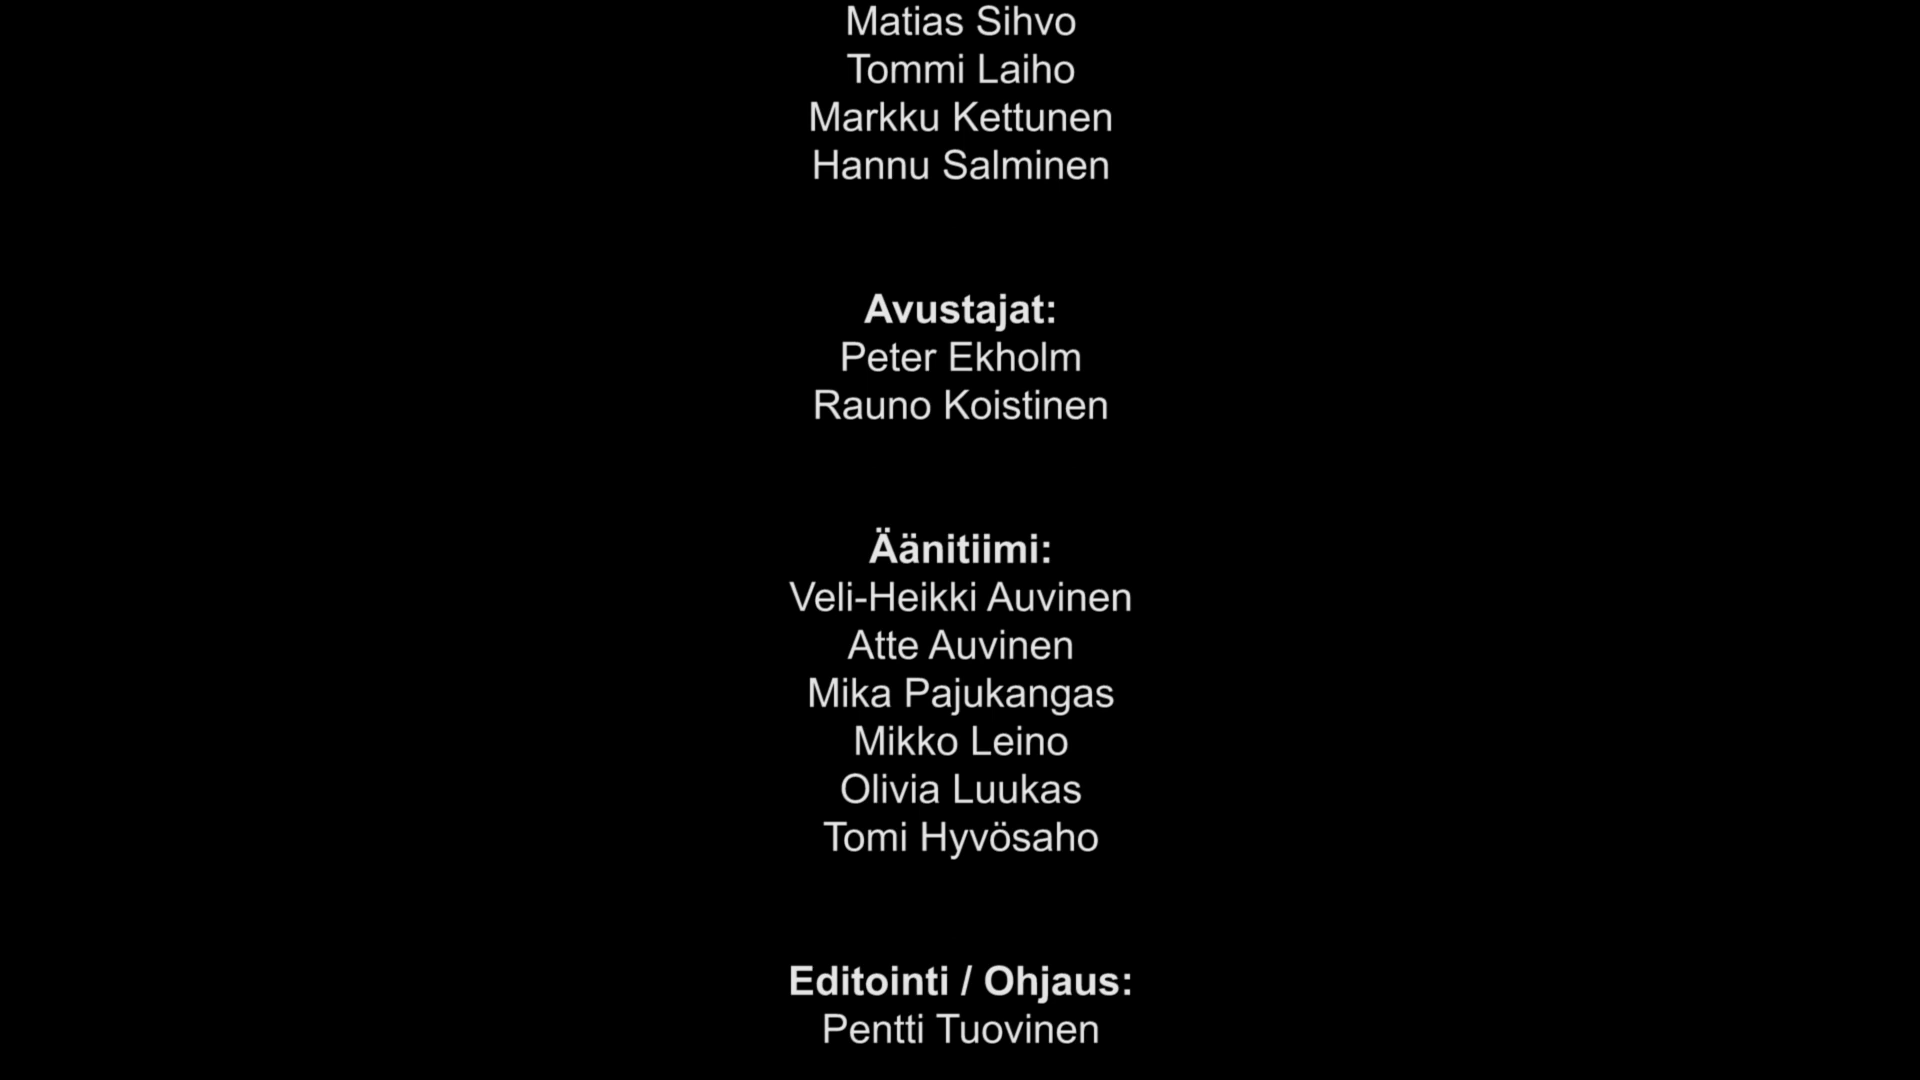 Matias Sihvo
Tommi Laiho
Markku Kettunen
Hannu Salminen
Avustajat:
Peter Ekholm
Rauno Koistinen
Äänitiimi:
Veli-Heikki Auvinen
Atte Auvinen
Mika Pajukangas
Mikko Leino
Olivia Luukas
Tomi Hyvösaho
Editointi / Ohjaus:
Pentti Tuovinen